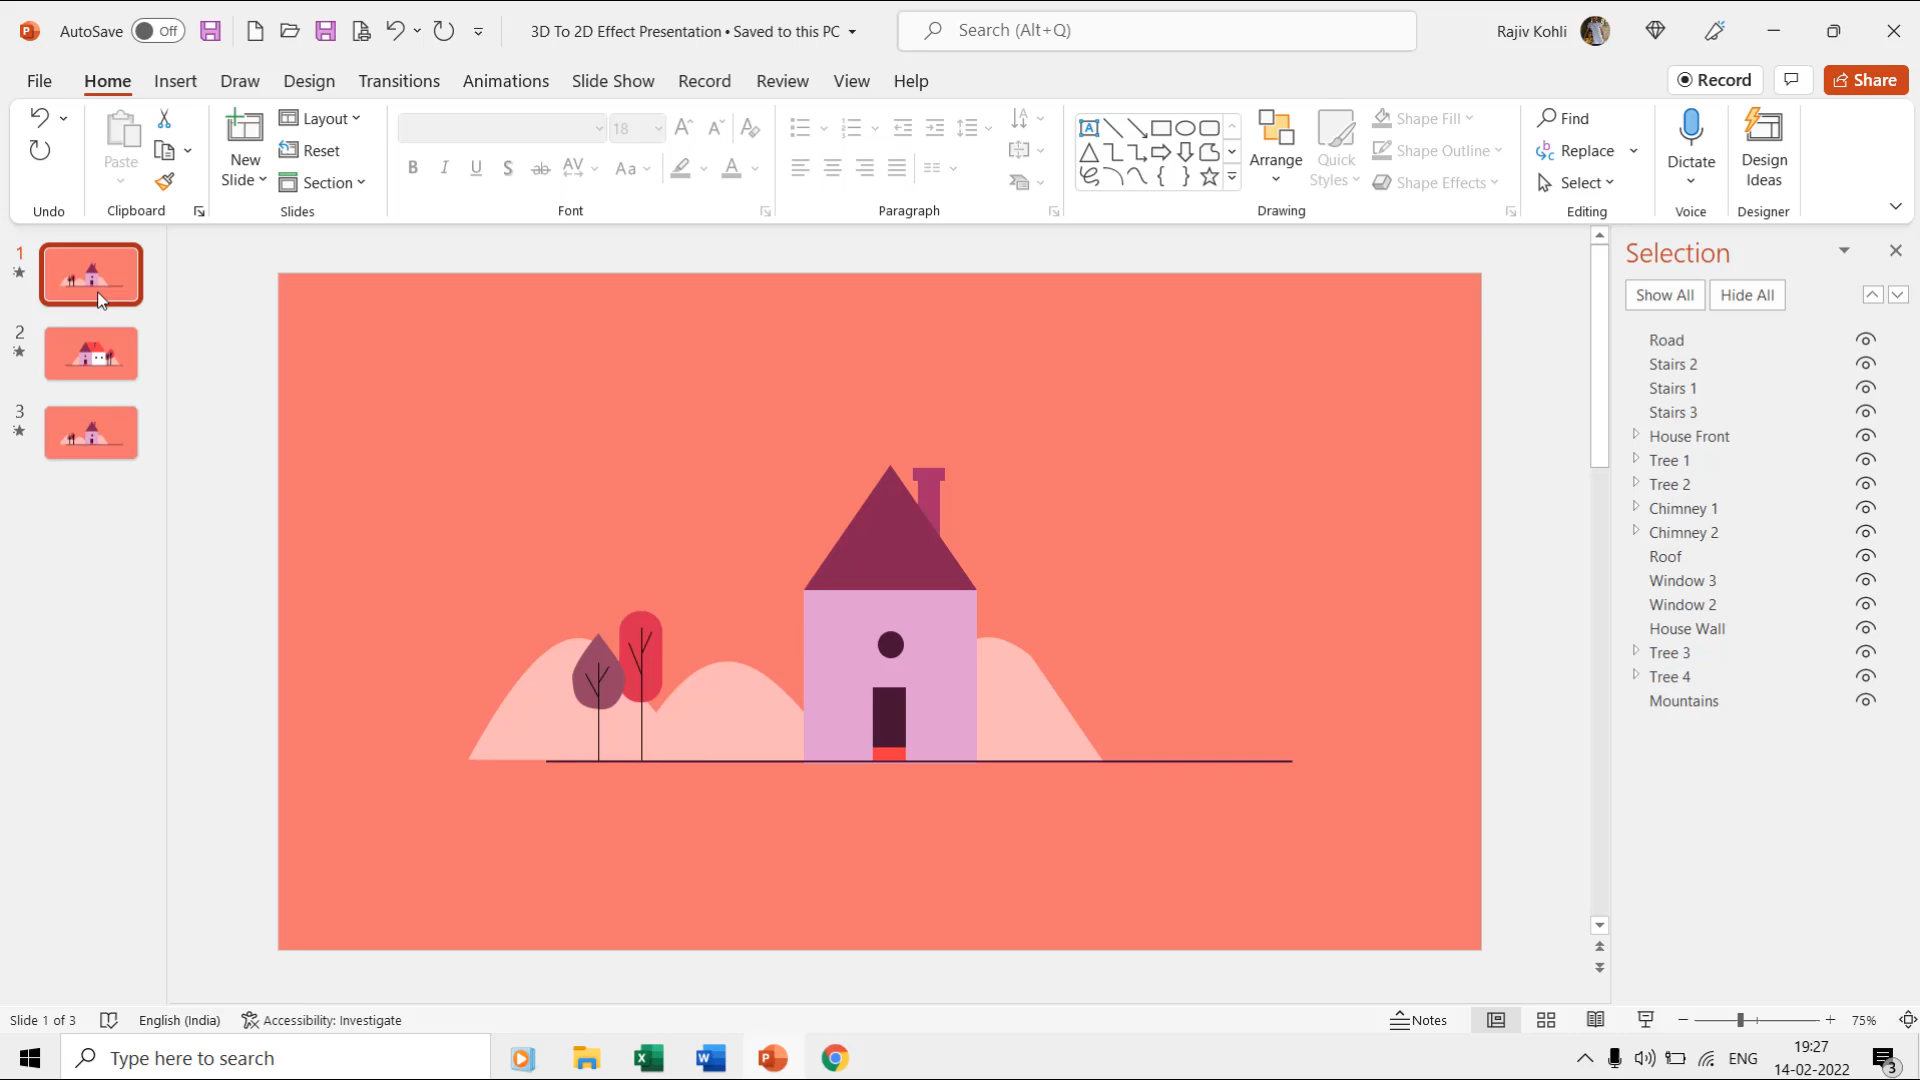 AutoSave Off
3D To 2D Effect Presentation • Saved to this PC
Search (Alt+Q)
Rajiv Kohli
File Home Insert Draw Design Transitions Animations Slide Show Record Review View Help
Record
Share
Undo
Paste
Clipboard
New Slide
Layout
Reset
Section
Slides
18
B I U S ab AV Aa A
Font
Paragraph
Arrange
Quick Styles
Shape Fill
Shape Outline
Shape Effects
Drawing
Find
Replace
Select
Editing
Dictate
Voice
Design Ideas
Designer
1
2
3
Selection
Show All Hide All
Road
Stairs 2
Stairs 1
Stairs 3
House Front
Tree 1
Tree 2
Chimney 1
Chimney 2
Roof
Window 3
Window 2
House Wall
Tree 3
Tree 4
Mountains
Slide 1 of 3 English (India) Accessibility: Investigate
Notes
75%
Type here to search
ENG
19:27
14-02-2022
3